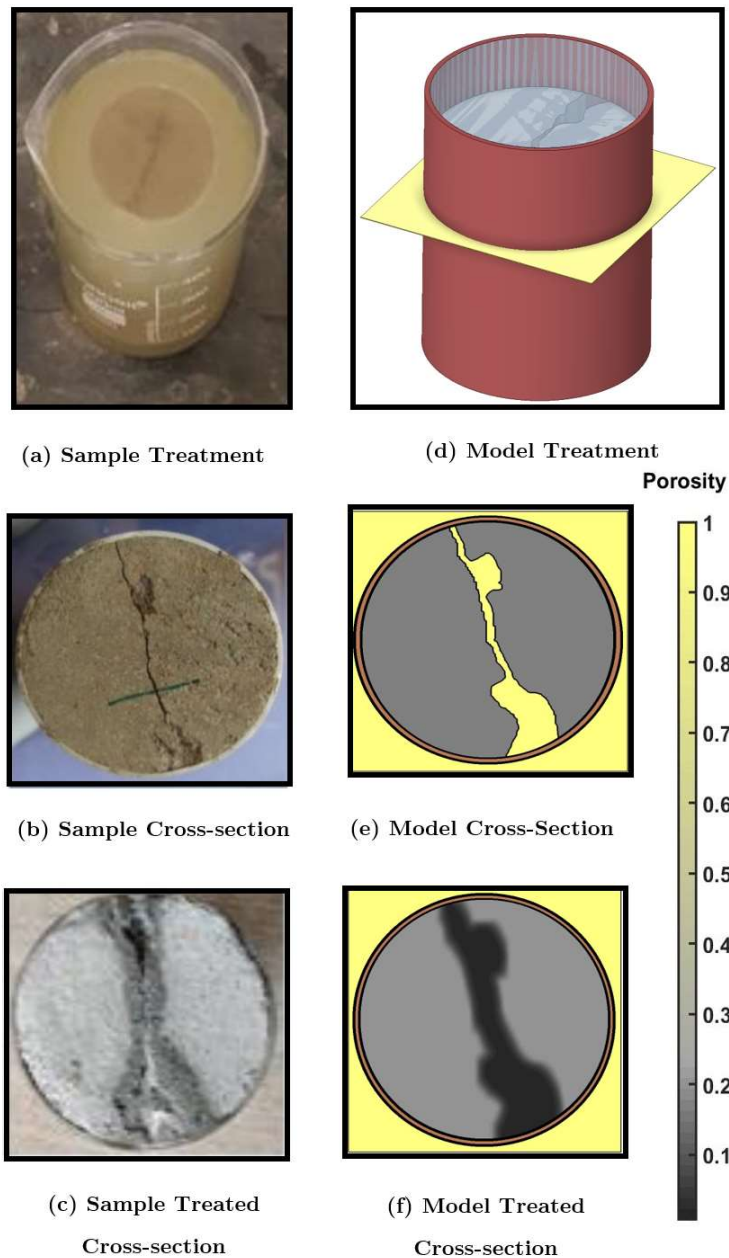 (a) Sample Treatment
(d) Model Treatment
Porosity
1
0.9
0.8
0.7
0.6
0.5
0.4
0.3
0.2
0.1
(b) Sample Cross-section
(e) Model Cross-Section
(c) Sample Treated
Cross-section
(f) Model Treated
Cross-section